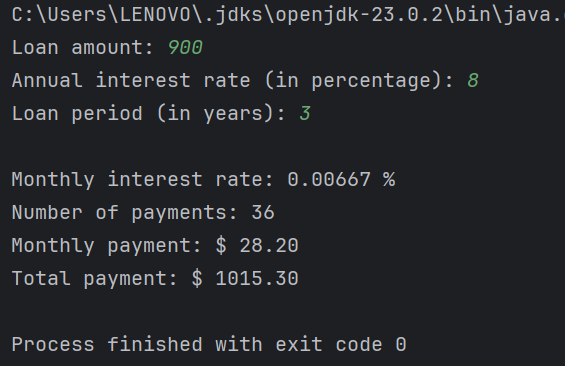 C:\Users\LENOVO\.jdks\openjdk-23.0.2\bin\java.
Loan amount: 900
Annual interest rate (in percentage): 8
Loan period (in years): 3
Monthly interest rate: 0.00667 %
Number of payments: 36
Monthly payment: $ 28.20
Total payment: $ 1015.30
Process finished with exit code 0